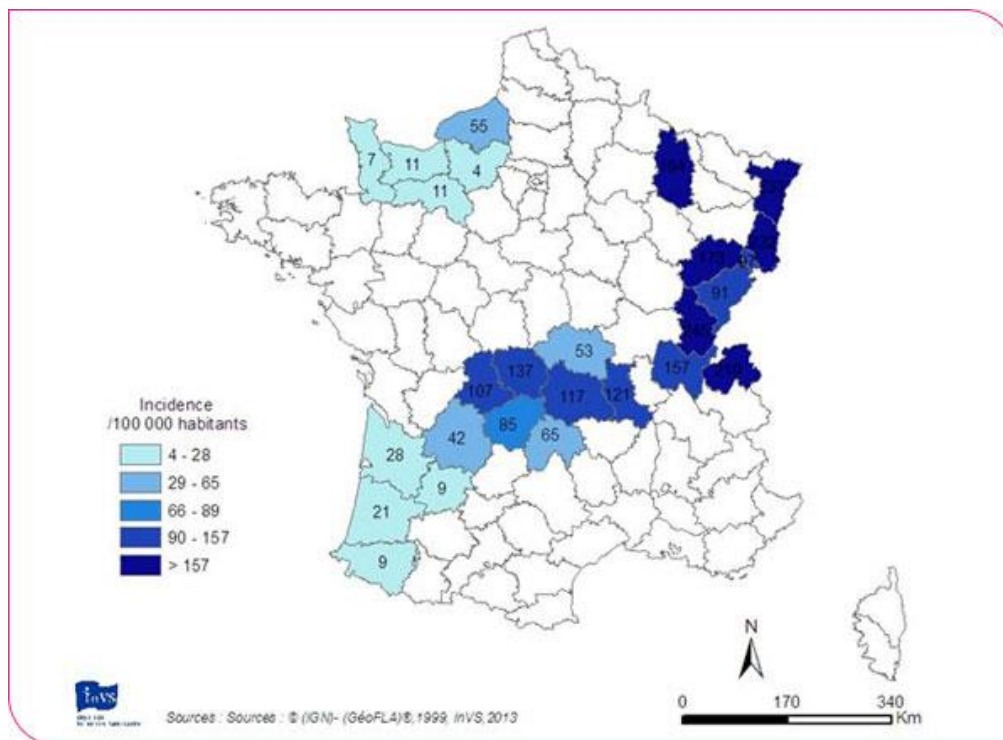 55
7
11
4
11
91
53
157
137
107
117
121
85
42
65
28
9
21
9
Incidence
/100 000 habitants
4 - 28
29 - 65
66 - 89
90 - 157
> 157
N
0 170 340
Km
InVS
Sources : Sources : © (IGN)- (GéoFLA)®,1999, InVS,2013